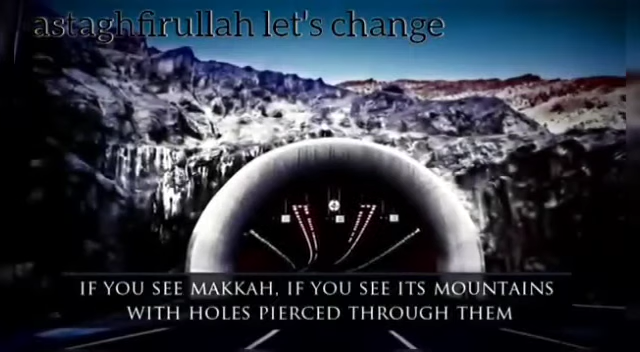 astaghfirullah let's change
IF YOU SEE MAKKAH, IF YOU SEE ITS MOUNTAINS
WITH HOLES PIERCED THROUGH THEM